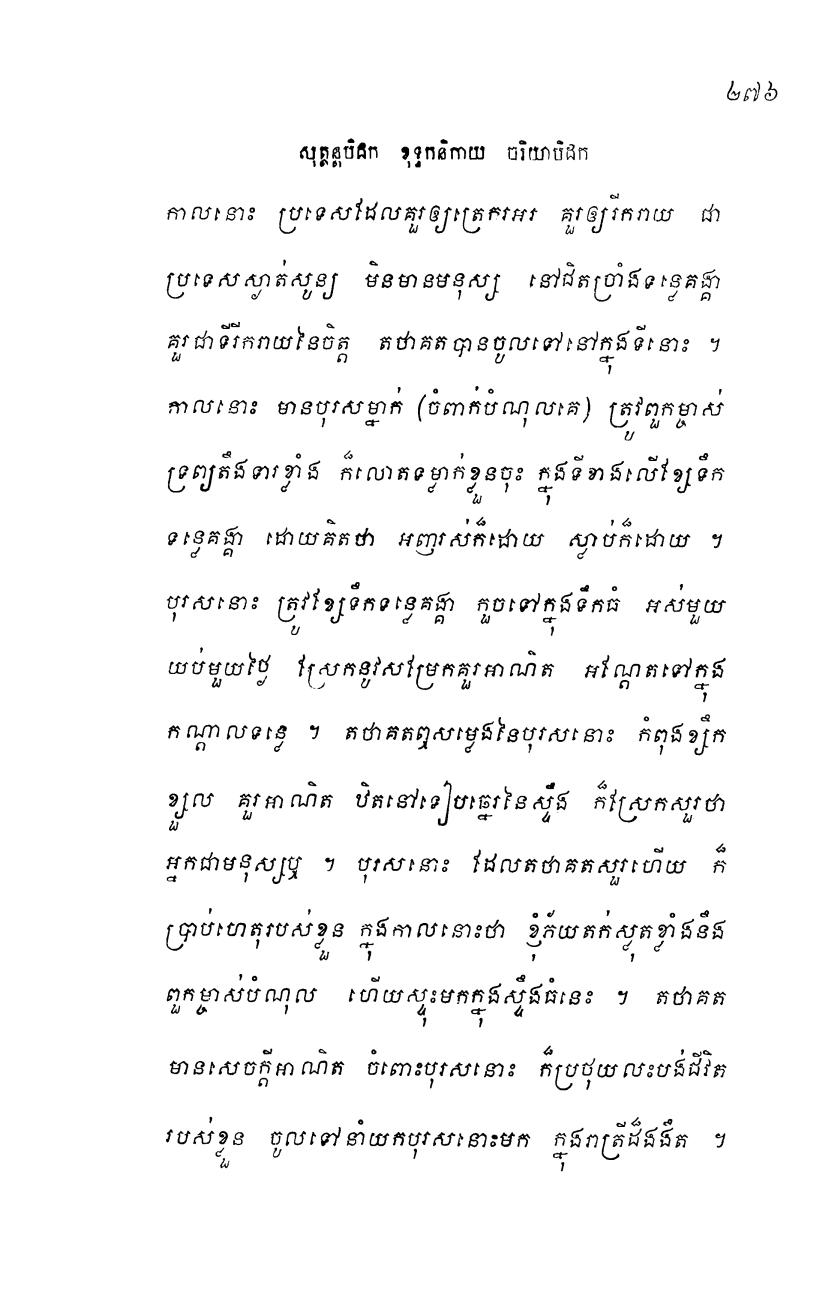 ២៧៦
សុត្តន្តបិដក ខុទ្ទកនិកាយ ចរិយាបិដក
កាលនោះ ប្រទេសដែលគួរឲ្យត្រេកអរ គួរឲ្យរីករាយ ជា
ប្រទេសស្ងាត់សូន្យ មិនមានមនុស្ស នៅជិតច្រាំងទន្លេគង្គា
គួរជាទីរីករាយនៃចិត្ត តថាគតបានចូលទៅនៅក្នុងទីនោះ ។
កាលនោះ មានបុរសម្នាក់ (ចំពាក់បំណុលគេ) ត្រូវពួកម្ចាស់
ទ្រព្យតឹងទារខ្លាំង ក៏លោតទម្លាក់ខ្លួនចុះ ក្នុងទីខាងលើខ្សែទឹក
ទន្លេគង្គា ដោយគិតថា អញរស់ក៏ដោយ ស្លាប់ក៏ដោយ ។
បុរសនោះ ត្រូវខ្សែទឹកទន្លេគង្គា កួចទៅក្នុងទឹកធំ អស់មួយ
យប់មួយថ្ងៃ ស្រែកនូវសម្រែកគួរអាណិត អណ្តែតទៅក្នុង
កណ្តាលទន្លេ ។ តថាគតឮសម្លេងនៃបុរសនោះ កំពុងខ្សឹក
ខ្សួល គួរអាណិត ឋិតនៅទៀបឆ្នេរនៃស្ទឹង ក៏ស្រែកសួរថា
អ្នកជាមនុស្សឬ ។ បុរសនោះ ដែលតថាគតសួរហើយ ក៏
ប្រាប់ហេតុរបស់ខ្លួន ក្នុងកាលនោះថា ខ្ញុំភ័យតក់ស្លុតខ្លាំងនឹង
ពួកម្ចាស់បំណុល ហើយស្ទុះមកក្នុងស្ទឹងធំនេះ ។ តថាគត
មានសេចក្តីអាណិត ចំពោះបុរសនោះ ក៏ប្រថុយលះបង់ជីវិត
របស់ខ្លួន ចូលទៅនាំយកបុរសនោះមក ក្នុងរាត្រីដ៏ងងឹត ។